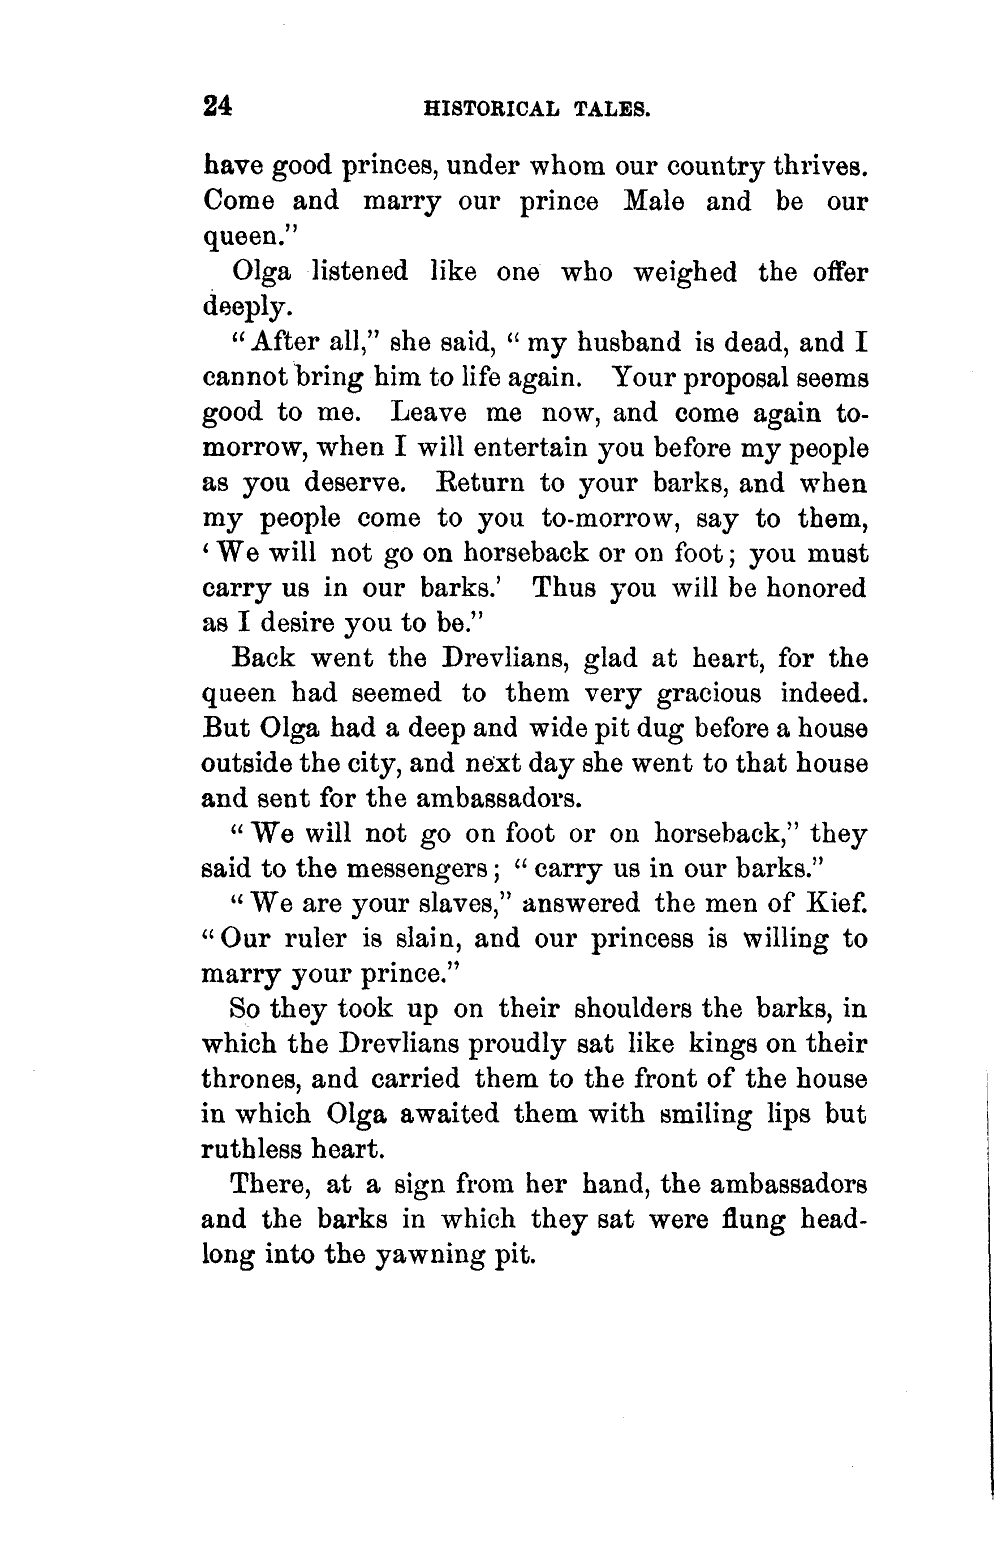 24 HISTORICAL TALES.
have good princes, under whom our country thrives.
Come and marry our prince Male and be our
queen.”
Olga listened like one who weighed the offer
deeply.
“After all,” she said, “my husband is dead, and I
cannot bring him to life again. Your proposal seems
good to me. Leave me now, and come again to-
morrow, when I will entertain you before my people
as you deserve. Return to your barks, and when
my people come to you to-morrow, say to them,
‘We will not go on horseback or on foot; you must
carry us in our barks.’ Thus you will be honored
as I desire you to be.”
Back went the Drevlians, glad at heart, for the
queen had seemed to them very gracious indeed.
But Olga had a deep and wide pit dug before a house
outside the city, and next day she went to that house
and sent for the ambassadors.
“We will not go on foot or on horseback,” they
said to the messengers; “carry us in our barks.”
“We are your slaves,” answered the men of Kief.
“Our ruler is slain, and our princess is willing to
marry your prince.”
So they took up on their shoulders the barks, in
which the Drevlians proudly sat like kings on their
thrones, and carried them to the front of the house
in which Olga awaited them with smiling lips but
ruthless heart.
There, at a sign from her hand, the ambassadors
and the barks in which they sat were flung head-
long into the yawning pit.